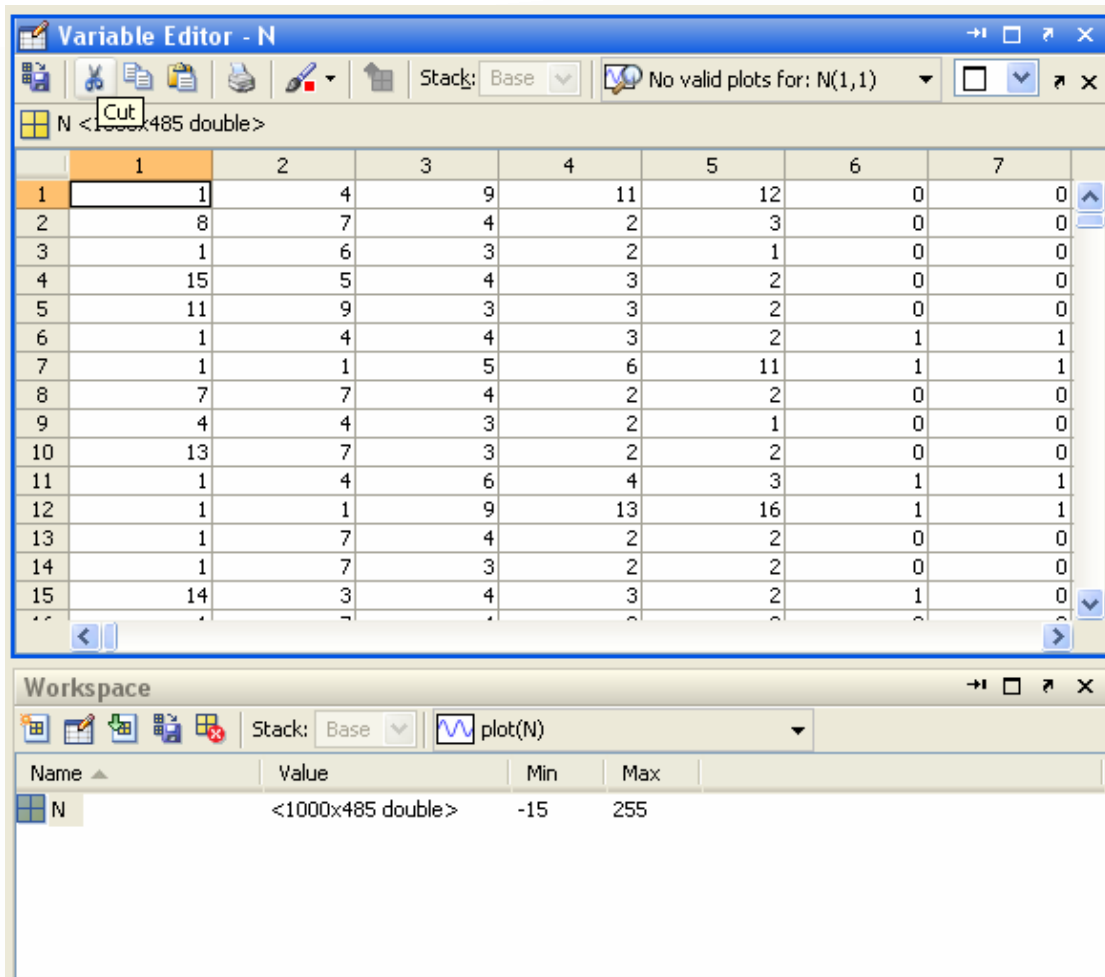 Variable Editor - N
Stack: Base No valid plots for: N(1,1)
Cut
N <1000x485 double>
1 2 3 4 5 6 7
1 1 4 9 11 12 0 0
2 8 7 4 2 3 0 0
3 1 6 3 2 1 0 0
4 15 5 4 3 2 0 0
5 11 9 3 3 2 0 0
6 1 4 4 3 2 1 1
7 1 1 5 6 11 1 1
8 7 7 4 2 2 0 0
9 4 4 3 2 1 0 0
10 13 7 3 2 2 0 0
11 1 4 6 4 3 1 1
12 1 1 9 13 16 1 1
13 1 7 4 2 2 0 0
14 1 7 3 2 2 0 0
15 14 3 4 3 2 1 0
Workspace
Stack: Base plot(N)
Name Value Min Max
N <1000x485 double> -15 255